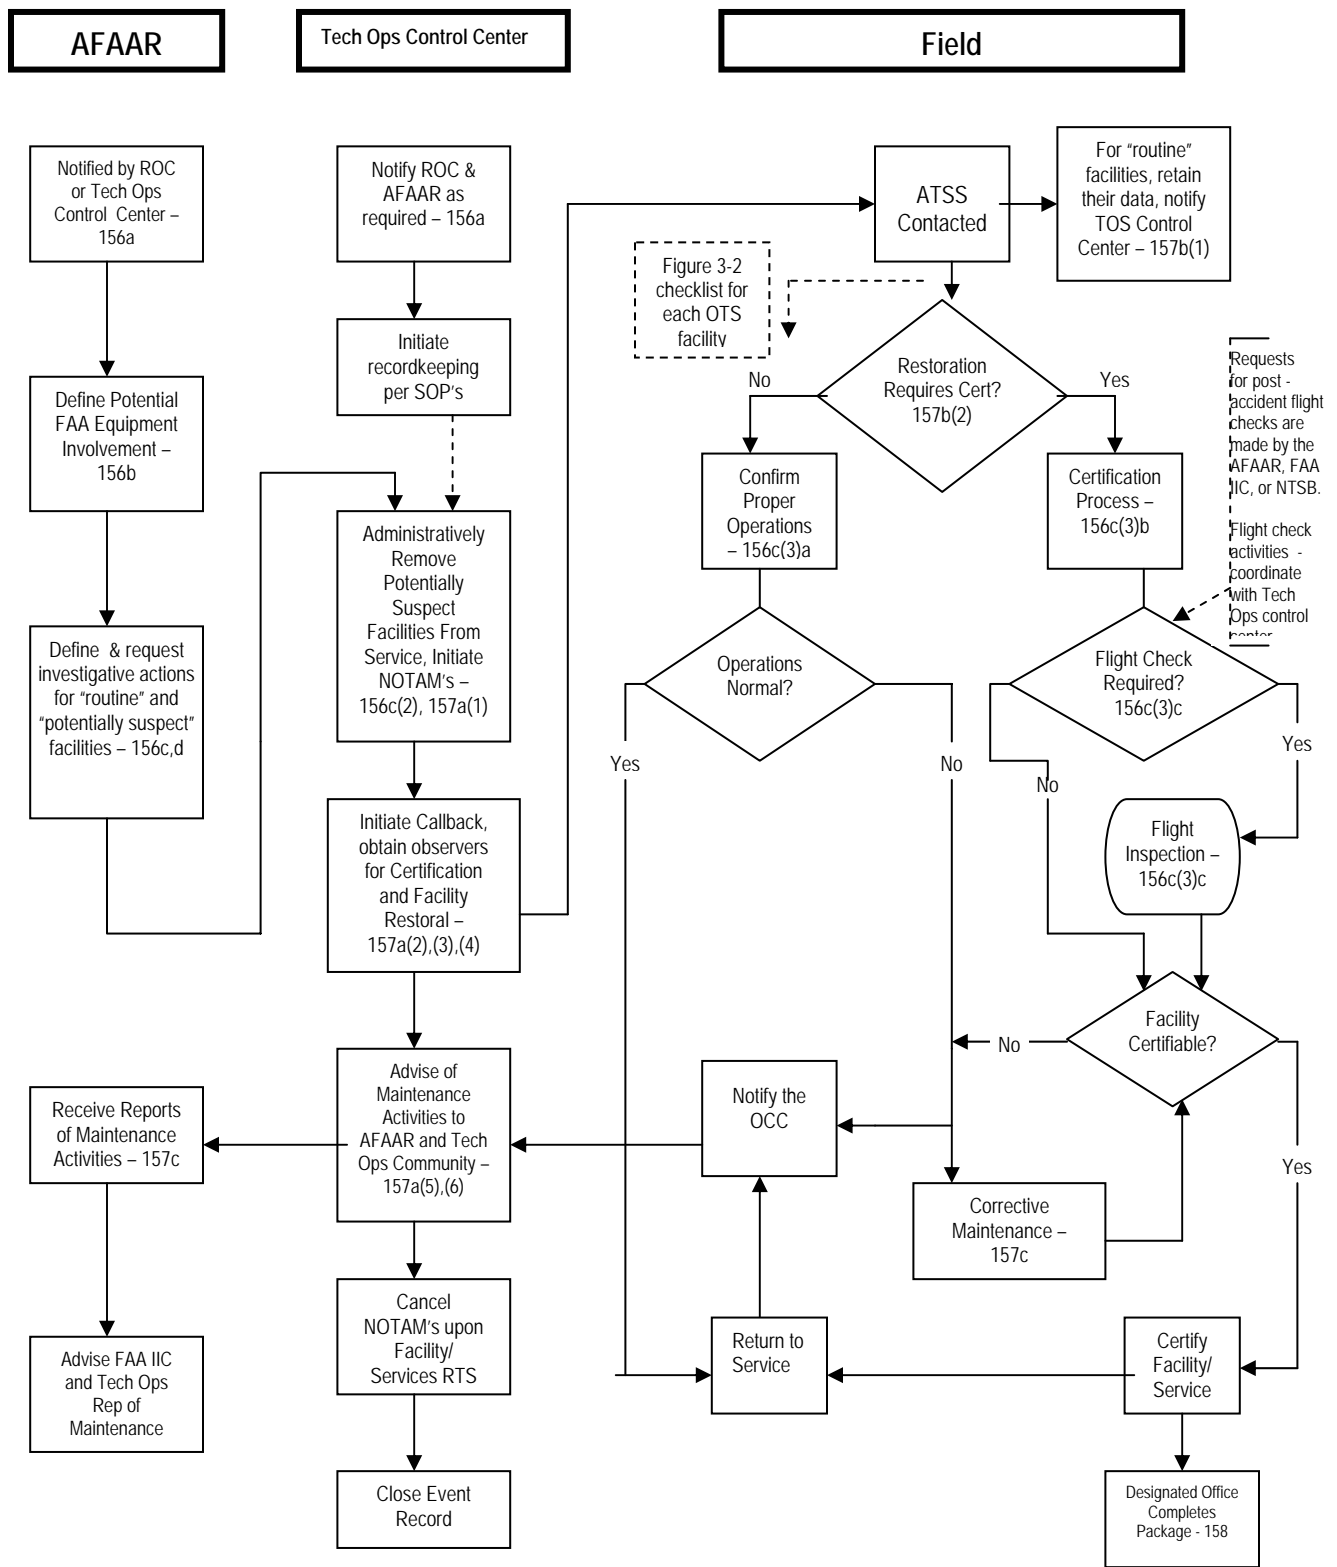 AFAAR
Tech Ops Control Center
Field
Notified by ROC
or Tech Ops
Control Center –
156a
Define Potential
FAA Equipment
Involvement –
156b
Define & request
investigative actions
for “routine” and
“potentially suspect”
facilities – 156c,d
Receive Reports
of Maintenance
Activities – 157c
Advise FAA IIC
and Tech Ops
Rep of
Maintenance
Notify ROC &
AFAAR as
required – 156a
Initiate
recordkeeping
per SOP’s
Administratively
Remove
Potentially
Suspect
Facilities From
Service, Initiate
NOTAM’s –
156c(2), 157a(1)
Initiate Callback,
obtain observers
for Certification
and Facility
Restoral –
157a(2),(3),(4)
Advise of
Maintenance
Activities to
AFAAR and Tech
Ops Community –
157a(5),(6)
Cancel
NOTAM’s upon
Facility/
Services RTS
Close Event
Record
ATSS
Contacted
For “routine”
facilities, retain
their data, notify
TOS Control
Center – 157b(1)
Figure 3-2
checklist for
each OTS
facility
Restoration
Requires Cert?
157b(2)
No
Yes
Confirm
Proper
Operations
– 156c(3)a
Certification
Process –
156c(3)b
Requests
for post -
accident flight
checks are
made by the
AFAAR, FAA
IIC, or NTSB.
Flight check
activities -
coordinate
with Tech
Ops control
center
Operations
Normal?
Yes
No
Flight Check
Required?
156c(3)c
No
Yes
Flight
Inspection –
156c(3)c
Facility
Certifiable?
No
Yes
Notify the
OCC
Corrective
Maintenance –
157c
Return to
Service
Certify
Facility/
Service
Designated Office
Completes
Package - 158